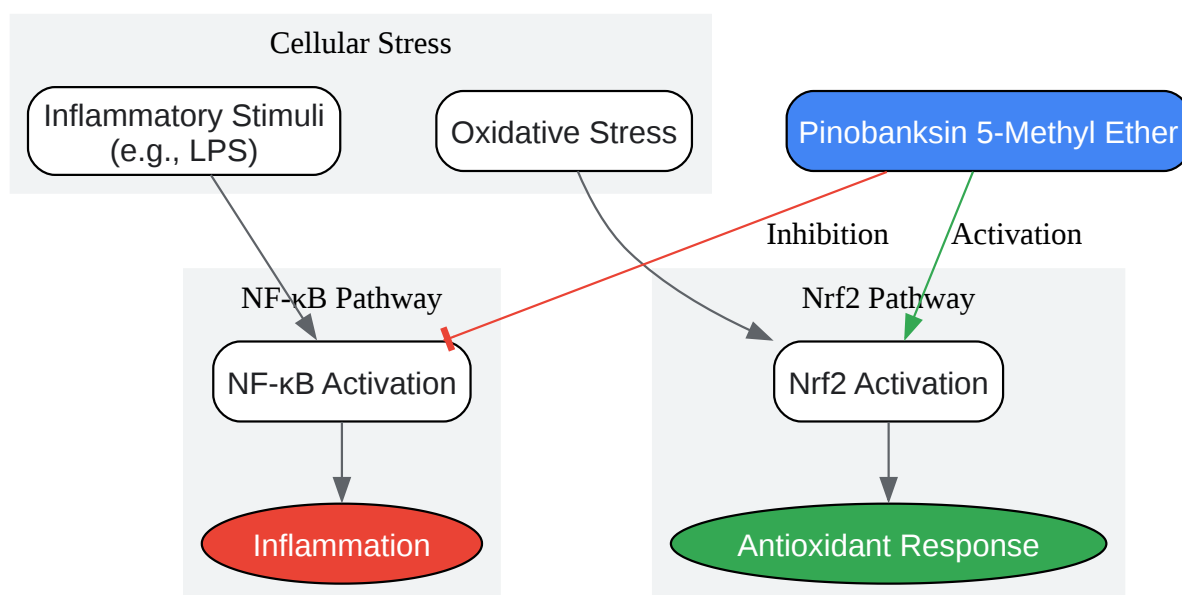 Cellular Stress
Inflammatory Stimuli
(e.g., LPS)
Oxidative Stress
Pinobanksin 5-Methyl Ether
Inhibition
Activation
NF-κB Pathway
Nrf2 Pathway
NF-κB Activation
Nrf2 Activation
Inflammation
Antioxidant Response